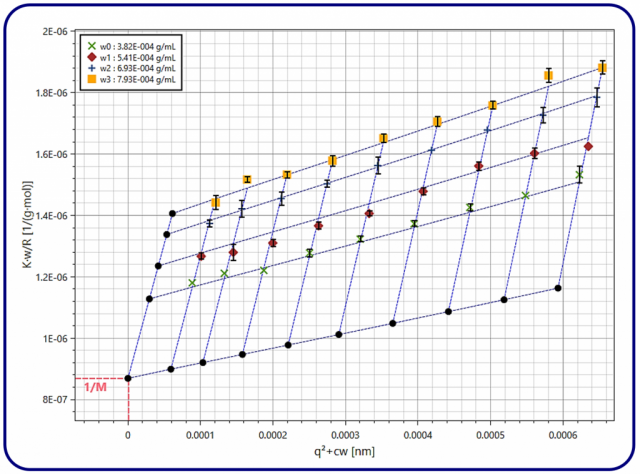 2E-06
1.8E-06
1.6E-06
1.4E-06
1.2E-06
1E-06
8E-07
K·w/R [1/(g·mol)]
w0 : 3.82E-004 g/mL
w1 : 5.41E-004 g/mL
w2 : 6.93E-004 g/mL
w3 : 7.93E-004 g/mL
1/M
0
0.0001
0.0002
0.0003
0.0004
0.0005
0.0006
q²+cw [nm]